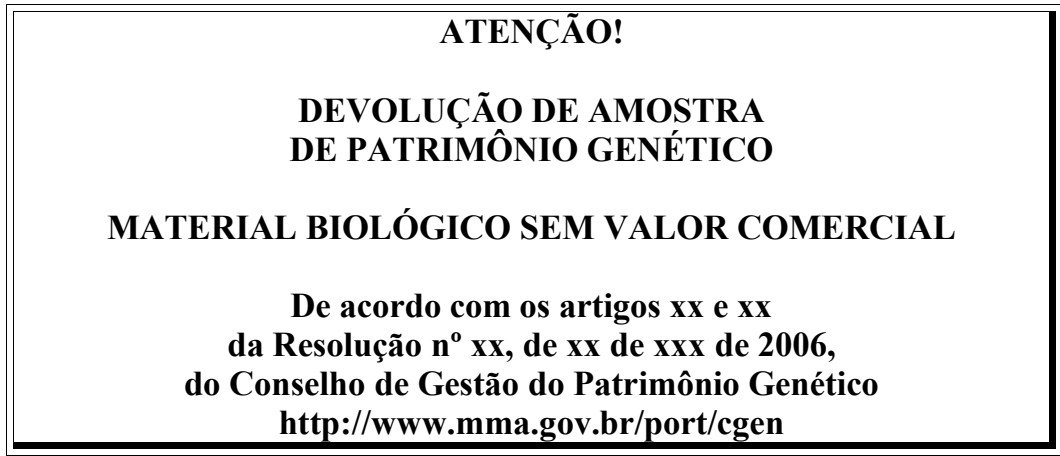 ATENÇÃO!
DEVOLUÇÃO DE AMOSTRA
DE PATRIMÔNIO GENÉTICO
MATERIAL BIOLÓGICO SEM VALOR COMERCIAL
De acordo com os artigos xx e xx
da Resolução nº xx, de xx de xxx de 2006,
do Conselho de Gestão do Patrimônio Genético
http://www.mma.gov.br/port/cgen